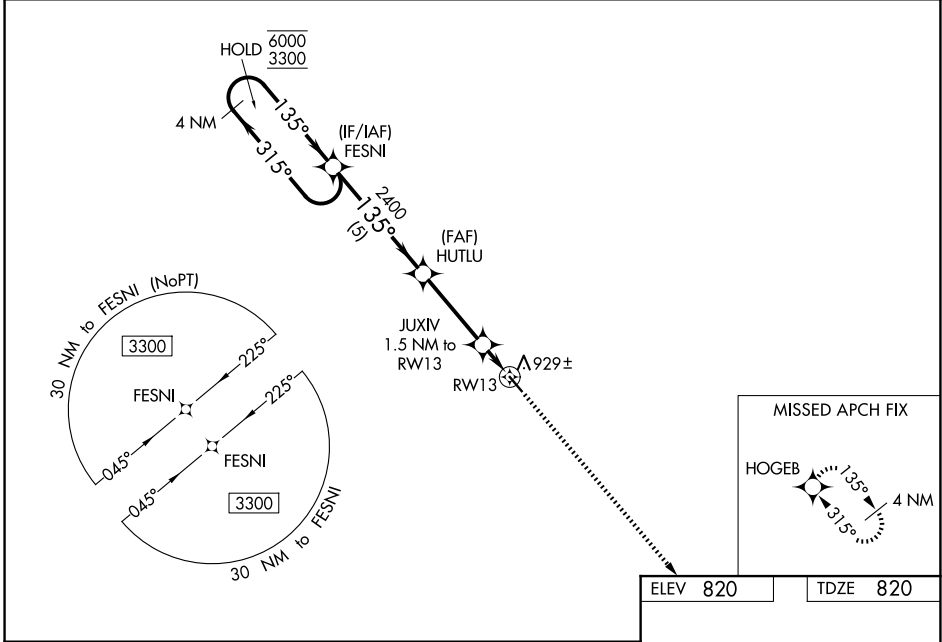 HOLD 6000
3300
4 NM
135°
315°
(IF/IAF)
FESNI
2400
135°
(5)
(FAF)
HUTLU
JUXIV
1.5 NM to
RW13
929±
RW13
30 NM to FESNI (NoPT)
3300
225°
FESNI
045°
225°
FESNI
045°
3300
30 NM to FESNI
MISSED APCH FIX
HOGEB
135°
315°
4 NM
ELEV 820
TDZE 820